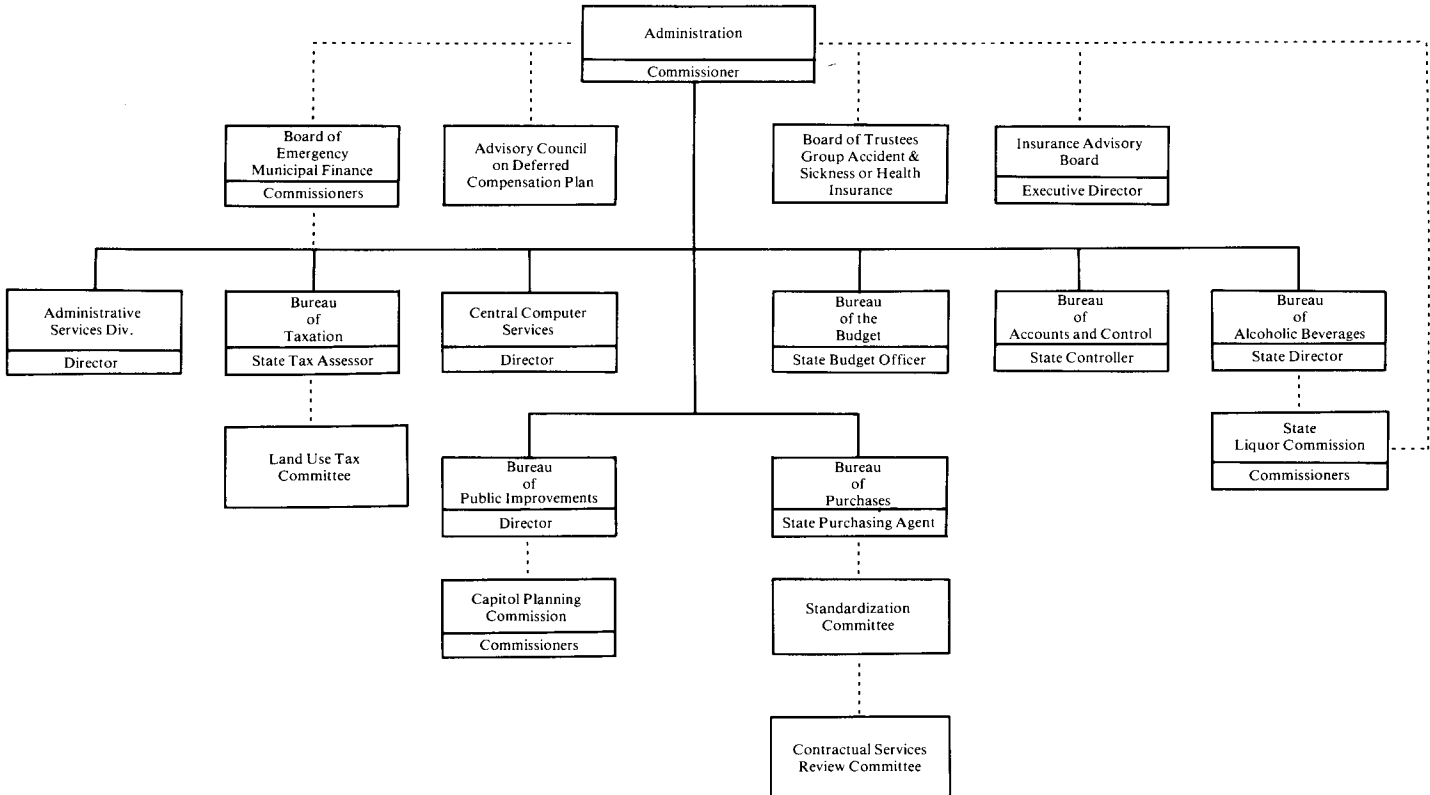 Administration
Commissioner
Board of
Emergency
Municipal Finance
Commissioners
Advisory Council
on Deferred
Compensation Plan
Board of Trustees
Group Accident &
Sickness or Health
Insurance
Insurance Advisory
Board
Executive Director
Administrative
Services Div.
Director
Bureau
of
Taxation
State Tax Assessor
Central Computer
Services
Director
Bureau
of the
Budget
State Budget Officer
Bureau
of
Accounts and Control
State Controller
Bureau
of
Alcoholic Beverages
State Director
Land Use Tax
Committee
Bureau
of
Public Improvements
Director
Bureau
of
Purchases
State Purchasing Agent
State
Liquor Commission
Commissioners
Capitol Planning
Commission
Commissioners
Standardization
Committee
Contractual Services
Review Committee